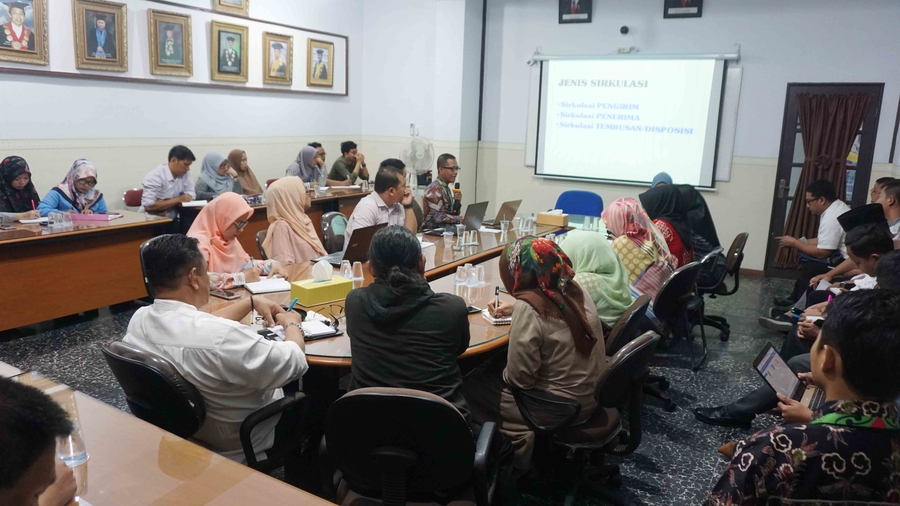 JENIS SIRKULASI
-Sirkulasi PENGIRIM
-Sirkulasi PENERIMA
-Sirkulasi TEMBUSAN/DISPOSISI